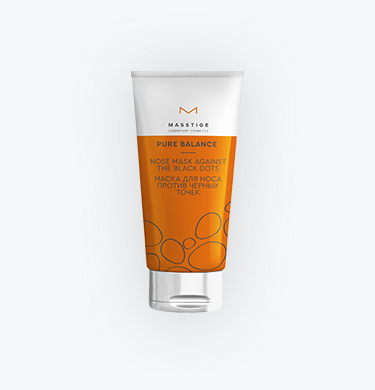 MASSTIGE
LABORATORY COSMETICS
PURE BALANCE
NOSE MASK AGAINST
THE BLACK DOTS
МАСКА ДЛЯ НОСА
ПРОТИВ ЧЕРНЫХ
ТОЧЕК